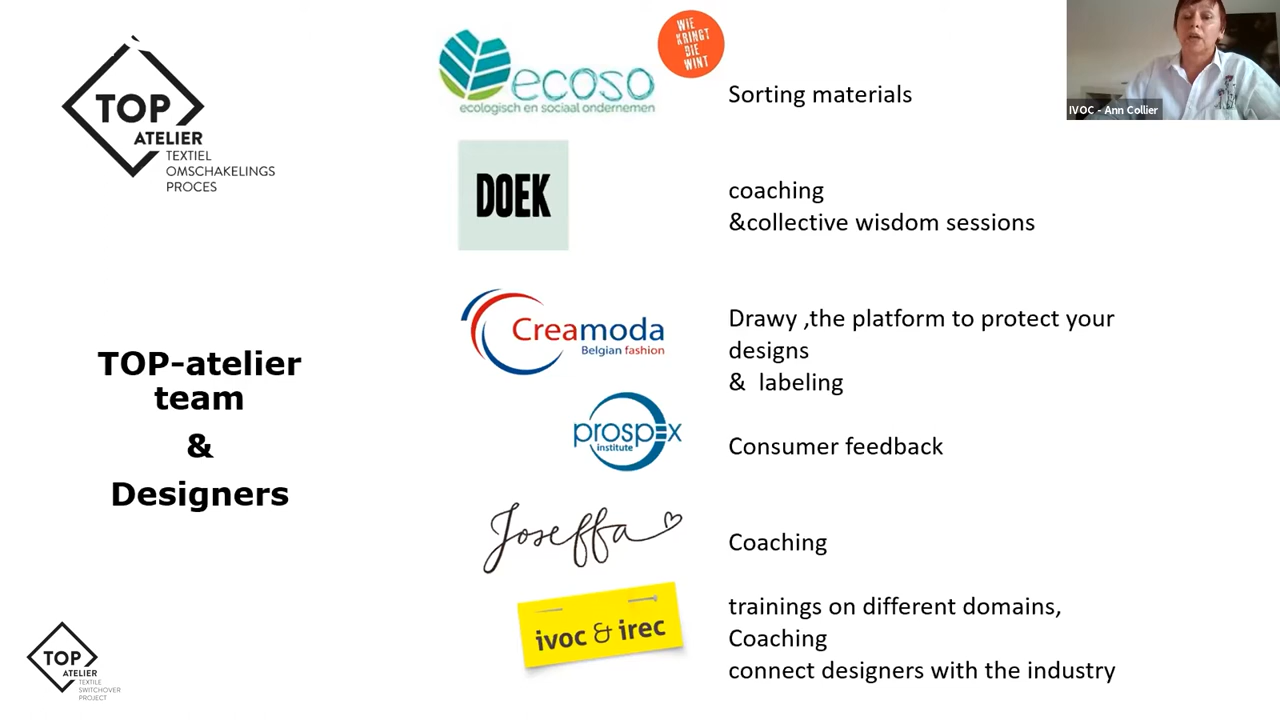 TOP
ATELIER
TEXTIEL
OMSCHAKELINGS
PROCES
TOP-atelier
team
&
Designers
TOP
ATELIER
TEXTILE
SWITCHOVER
PROJECT
ecoso
ecologisch en sociaal ondernemen
WIE
KRINGT
DIE
WINT
Sorting materials
DOEK
coaching
&collective wisdom sessions
Creamoda
Belgian fashion
Drawy ,the platform to protect your
designs
& labeling
prospex
institute
Consumer feedback
Joseffa
Coaching
ivoc & irec
trainings on different domains,
Coaching
connect designers with the industry
IVOC - Ann Collier